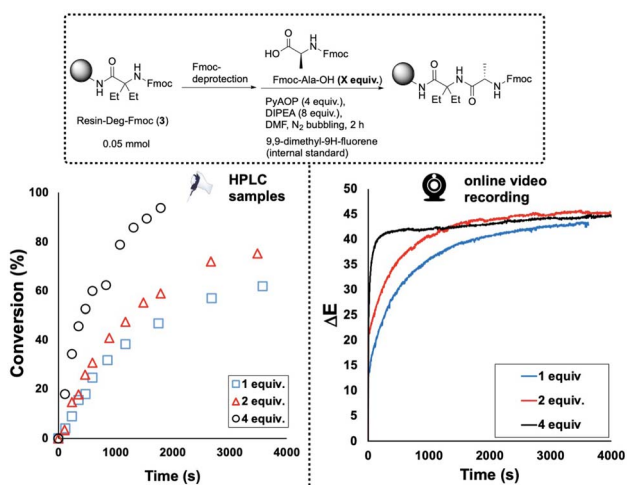 O
N
H
H
N
Fmoc
Et Et
Resin-Deg-Fmoc (3)
0.05 mmol
Fmoc-
deprotection
O
HO
H
N
Fmoc
Fmoc-Ala-OH (X equiv.)
PyAOP (4 equiv.),
DIPEA (8 equiv.),
DMF, N2 bubbling, 2 h
9,9-dimethyl-9H-fluorene
(internal standard)
O
N
H
H
N
Et Et
O
N
H
Fmoc
HPLC
samples
Conversion (%)
100
80
60
40
20
0
0 1000 2000 3000 4000
Time (s)
1 equiv.
2 equiv.
4 equiv.
online video
recording
ΔE
50
45
40
35
30
25
20
15
10
5
0
0 1000 2000 3000 4000
Time (s)
1 equiv
2 equiv.
4 equiv